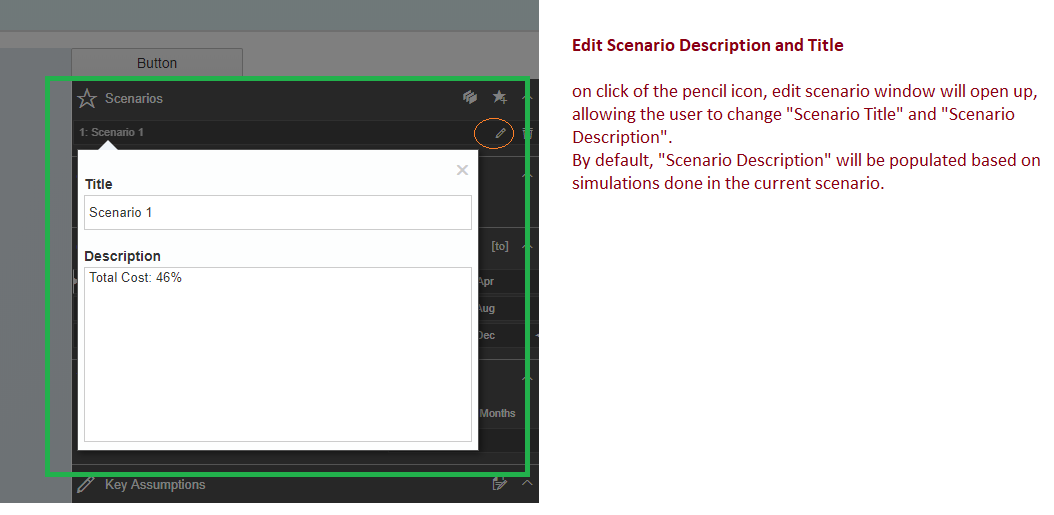 Edit Scenario Description and Title
on click of the pencil icon, edit scenario window will open up,
allowing the user to change "Scenario Title" and "Scenario
Description".
By default, "Scenario Description" will be populated based on
simulations done in the current scenario.
Button
Scenarios
1: Scenario 1
Title
Scenario 1
Description
Total Cost: 46%
[to]
Apr
Aug
Dec
Months
Key Assumptions